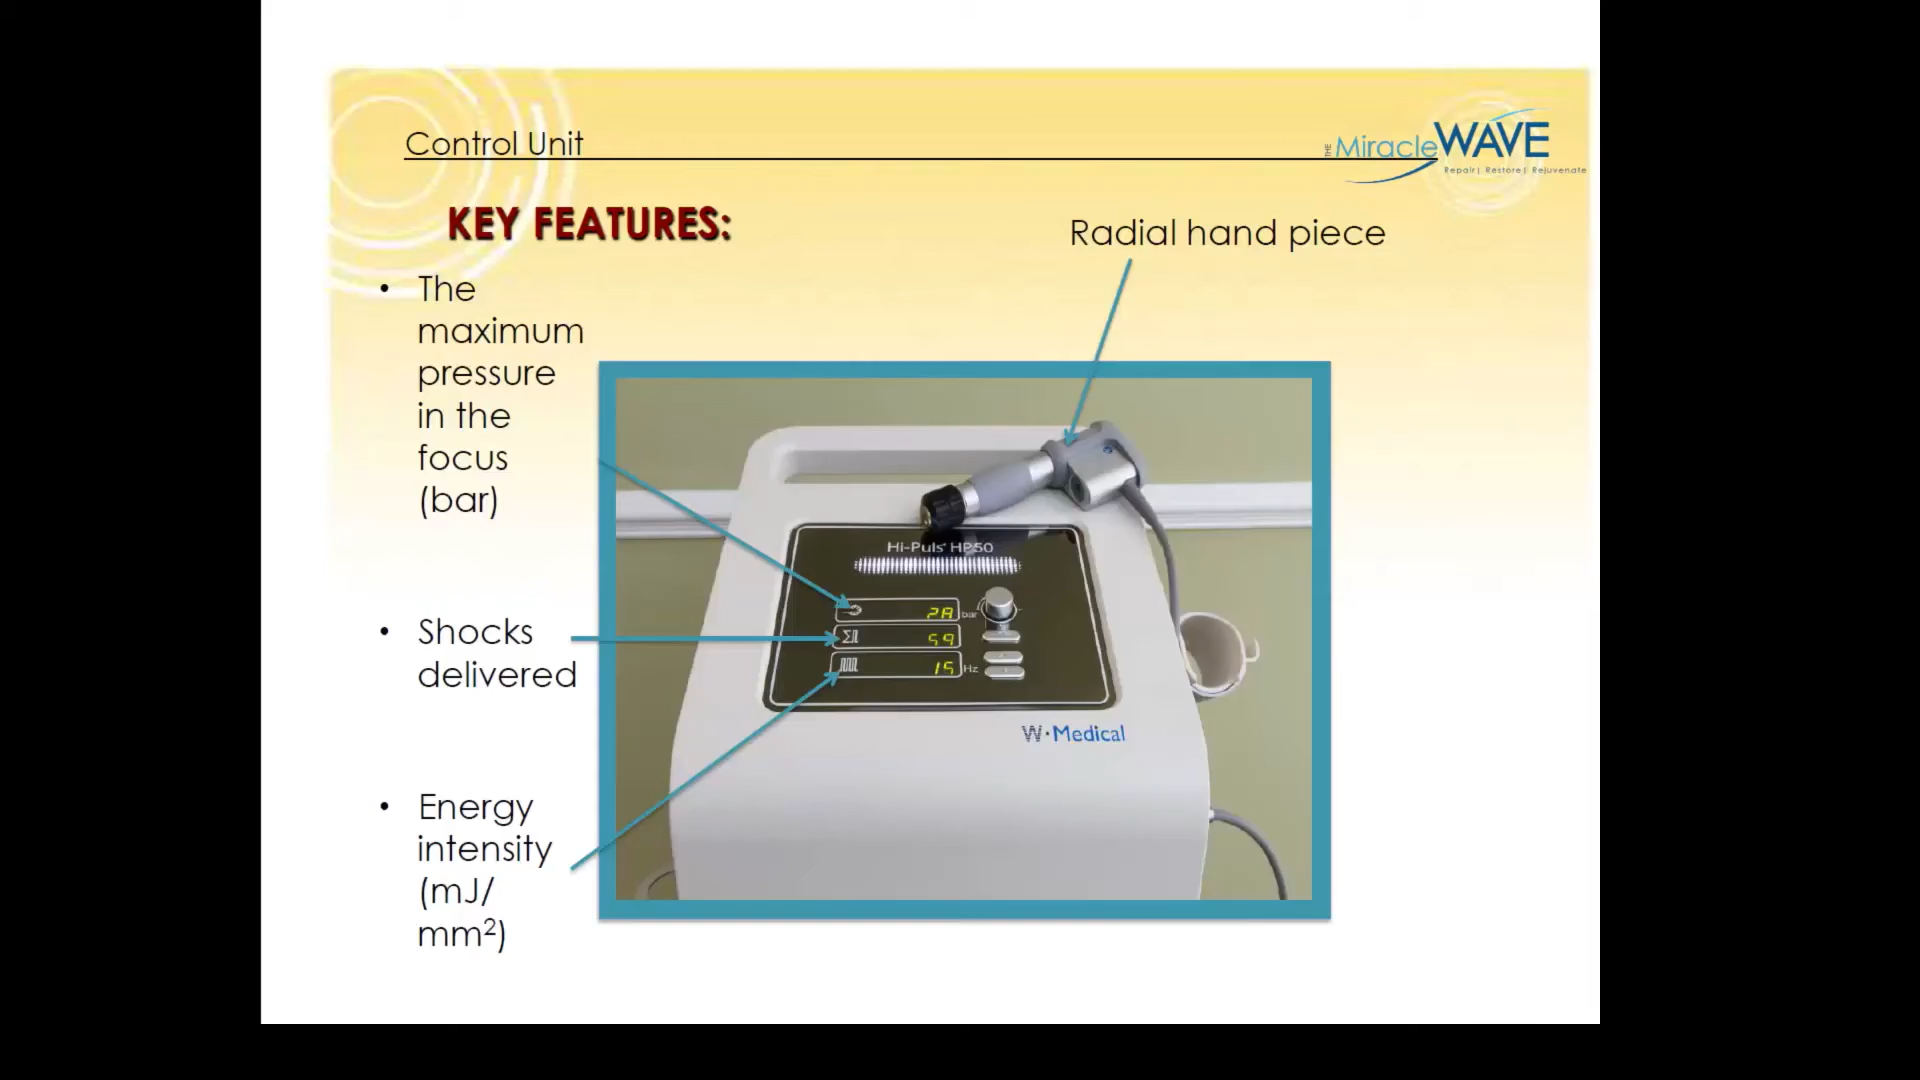 Control Unit
THE MiracleWAVE
Repair| Restore| Rejuvenate
KEY FEATURES:
Radial hand piece
• The
maximum
pressure
in the
focus
(bar)
• Shocks
delivered
• Energy
intensity
(mJ/
mm²)
Hi-Puls HP50
bar
59
15 Hz
W·Medical